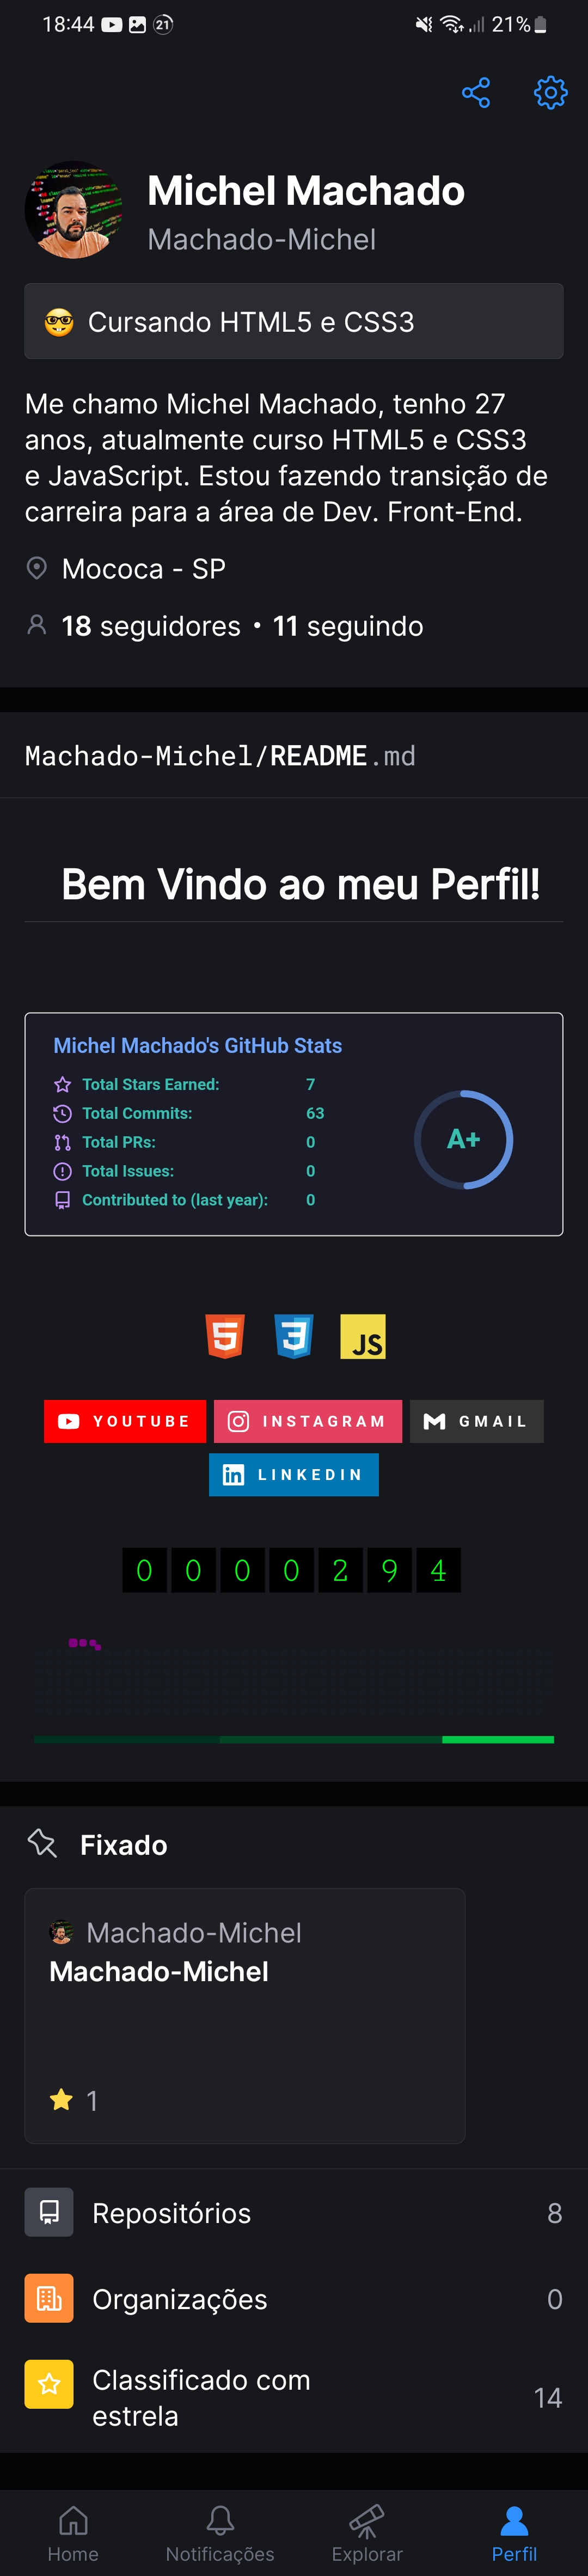 18:44 21 21%
Michel Machado
Machado-Michel
Cursando HTML5 e CSS3
Me chamo Michel Machado, tenho 27
anos, atualmente curso HTML5 e CSS3
e JavaScript. Estou fazendo transição de
carreira para a área de Dev. Front-End.
Mococa - SP
18 seguidores • 11 seguindo
Machado-Michel/README.md
Bem Vindo ao meu Perfil!
Michel Machado's GitHub Stats
Total Stars Earned: 7
Total Commits: 63
Total PRs: 0
Total Issues: 0
Contributed to (last year): 0
A+
5 3 JS
YOUTUBE INSTAGRAM GMAIL
in LINKEDIN
0 0 0 0 2 9 4
Fixado
Machado-Michel
Machado-Michel
1
Repositórios 8
Organizações 0
Classificado com
estrela 14
Home Notificações Explorar Perfil